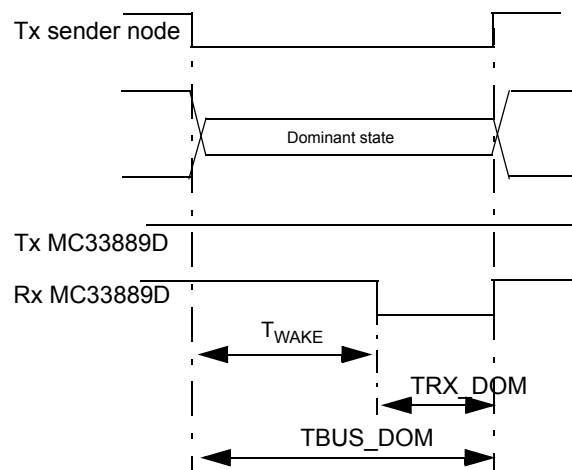 Tx sender node
Dominant state
Tx MC33889D
Rx MC33889D
TWAKE
TRX_DOM
TBUS_DOM